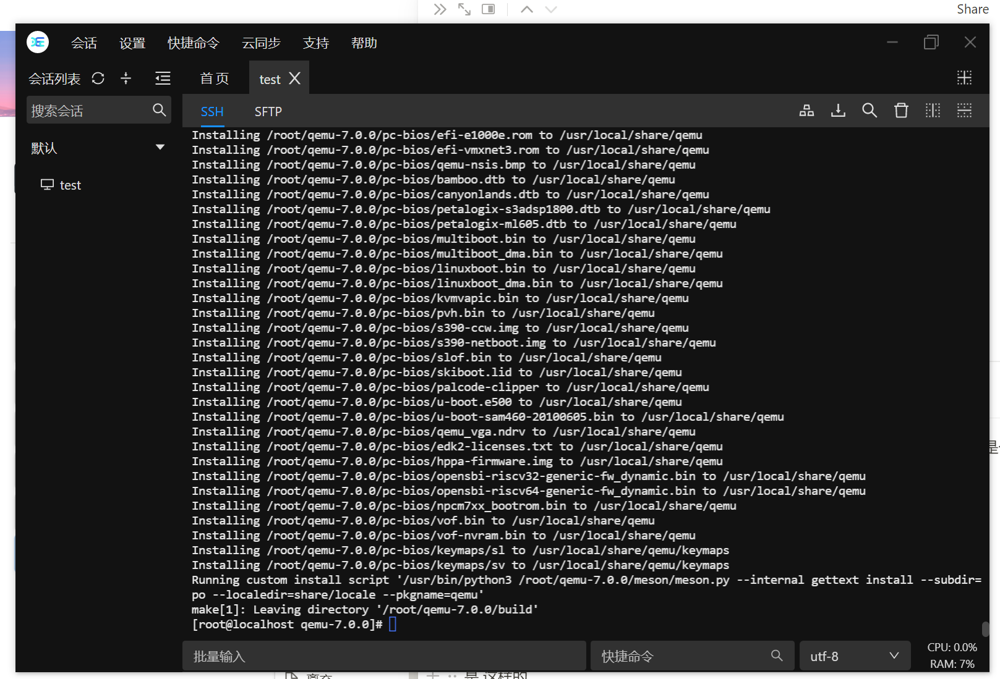 Share
会话 设置 快捷命令 云同步 支持 帮助
会话列表 首页 test
搜索会话
SSH SFTP
默认
test
Installing /root/qemu-7.0.0/pc-bios/efi-e1000e.rom to /usr/local/share/qemu
Installing /root/qemu-7.0.0/pc-bios/efi-vmxnet3.rom to /usr/local/share/qemu
Installing /root/qemu-7.0.0/pc-bios/qemu-nsis.bmp to /usr/local/share/qemu
Installing /root/qemu-7.0.0/pc-bios/bamboo.dtb to /usr/local/share/qemu
Installing /root/qemu-7.0.0/pc-bios/canyonlands.dtb to /usr/local/share/qemu
Installing /root/qemu-7.0.0/pc-bios/petalogix-s3adsp1800.dtb to /usr/local/share/qemu
Installing /root/qemu-7.0.0/pc-bios/petalogix-ml605.dtb to /usr/local/share/qemu
Installing /root/qemu-7.0.0/pc-bios/multiboot.bin to /usr/local/share/qemu
Installing /root/qemu-7.0.0/pc-bios/multiboot_dma.bin to /usr/local/share/qemu
Installing /root/qemu-7.0.0/pc-bios/linuxboot.bin to /usr/local/share/qemu
Installing /root/qemu-7.0.0/pc-bios/linuxboot_dma.bin to /usr/local/share/qemu
Installing /root/qemu-7.0.0/pc-bios/kvmvapic.bin to /usr/local/share/qemu
Installing /root/qemu-7.0.0/pc-bios/pvh.bin to /usr/local/share/qemu
Installing /root/qemu-7.0.0/pc-bios/s390-ccw.img to /usr/local/share/qemu
Installing /root/qemu-7.0.0/pc-bios/s390-netboot.img to /usr/local/share/qemu
Installing /root/qemu-7.0.0/pc-bios/slof.bin to /usr/local/share/qemu
Installing /root/qemu-7.0.0/pc-bios/skiboot.lid to /usr/local/share/qemu
Installing /root/qemu-7.0.0/pc-bios/palcode-clipper to /usr/local/share/qemu
Installing /root/qemu-7.0.0/pc-bios/u-boot.e500 to /usr/local/share/qemu
Installing /root/qemu-7.0.0/pc-bios/u-boot-sam460-20100605.bin to /usr/local/share/qemu
Installing /root/qemu-7.0.0/pc-bios/qemu_vga.ndrv to /usr/local/share/qemu
Installing /root/qemu-7.0.0/pc-bios/edk2-licenses.txt to /usr/local/share/qemu
Installing /root/qemu-7.0.0/pc-bios/hppa-firmware.img to /usr/local/share/qemu
Installing /root/qemu-7.0.0/pc-bios/opensbi-riscv32-generic-fw_dynamic.bin to /usr/local/share/qemu
Installing /root/qemu-7.0.0/pc-bios/opensbi-riscv64-generic-fw_dynamic.bin to /usr/local/share/qemu
Installing /root/qemu-7.0.0/pc-bios/npcm7xx_bootrom.bin to /usr/local/share/qemu
Installing /root/qemu-7.0.0/pc-bios/vof.bin to /usr/local/share/qemu
Installing /root/qemu-7.0.0/pc-bios/vof-nvram.bin to /usr/local/share/qemu
Installing /root/qemu-7.0.0/pc-bios/keymaps/sl to /usr/local/share/qemu/keymaps
Installing /root/qemu-7.0.0/pc-bios/keymaps/sv to /usr/local/share/qemu/keymaps
Running custom install script '/usr/bin/python3 /root/qemu-7.0.0/meson/meson.py --internal gettext install --subdir=
po --localedir=share/locale --pkgname=qemu'
make[1]: Leaving directory '/root/qemu-7.0.0/build'
[root@localhost qemu-7.0.0]#
批量输入 快捷命令 utf-8 CPU: 0.0%
RAM: 7%